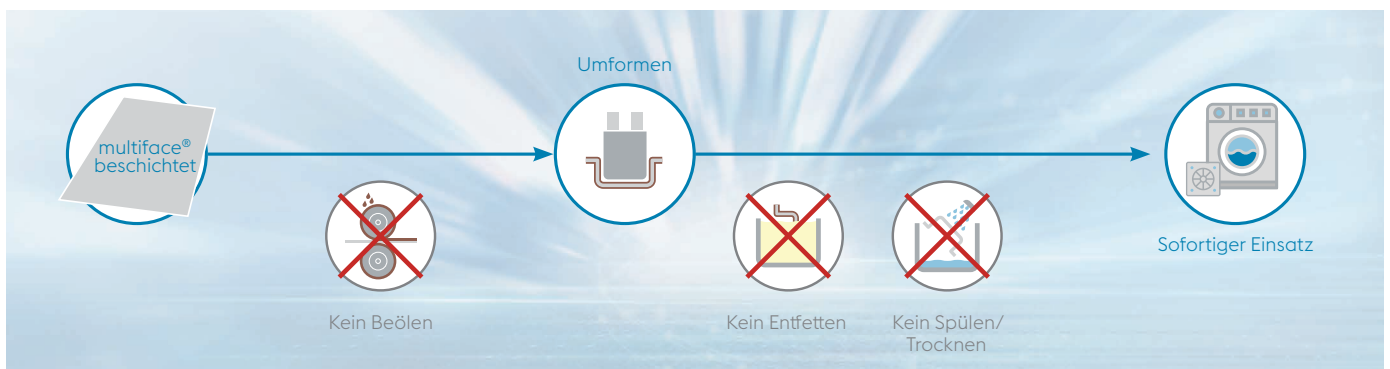 multiface®
beschichtet
Umformen
Sofortiger Einsatz
Kein Beölen
Kein Entfetten
Kein Spülen/
Trocknen